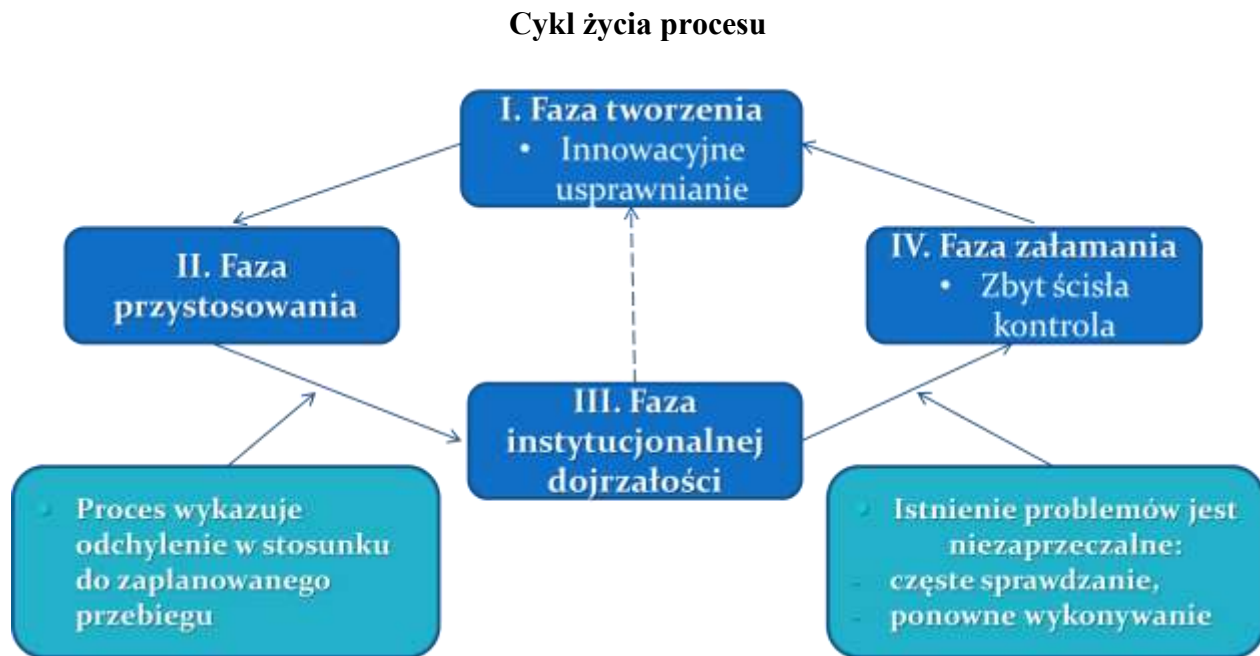 Cykl życia procesu
I. Faza tworzenia
• Innowacyjne
usprawnianie
II. Faza
przystosowania
IV. Faza załamania
• Zbyt ścisła
kontrola
III. Faza
instytucjonalnej
dojrzałości
• Proces wykazuje
odchylenie w stosunku
do zaplanowanego
przebiegu
• Istnienie problemów jest
niezaprzeczalne:
- częste sprawdzanie,
- ponowne wykonywanie